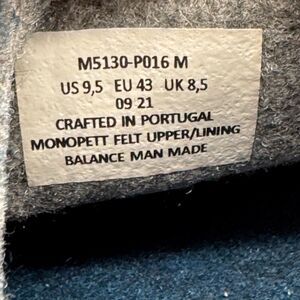 M5130-P016 M
US 9,5 EU 43 UK 8,5
09 21
CRAFTED IN PORTUGAL
MONOPETT FELT UPPER/LINING
BALANCE MAN MADE